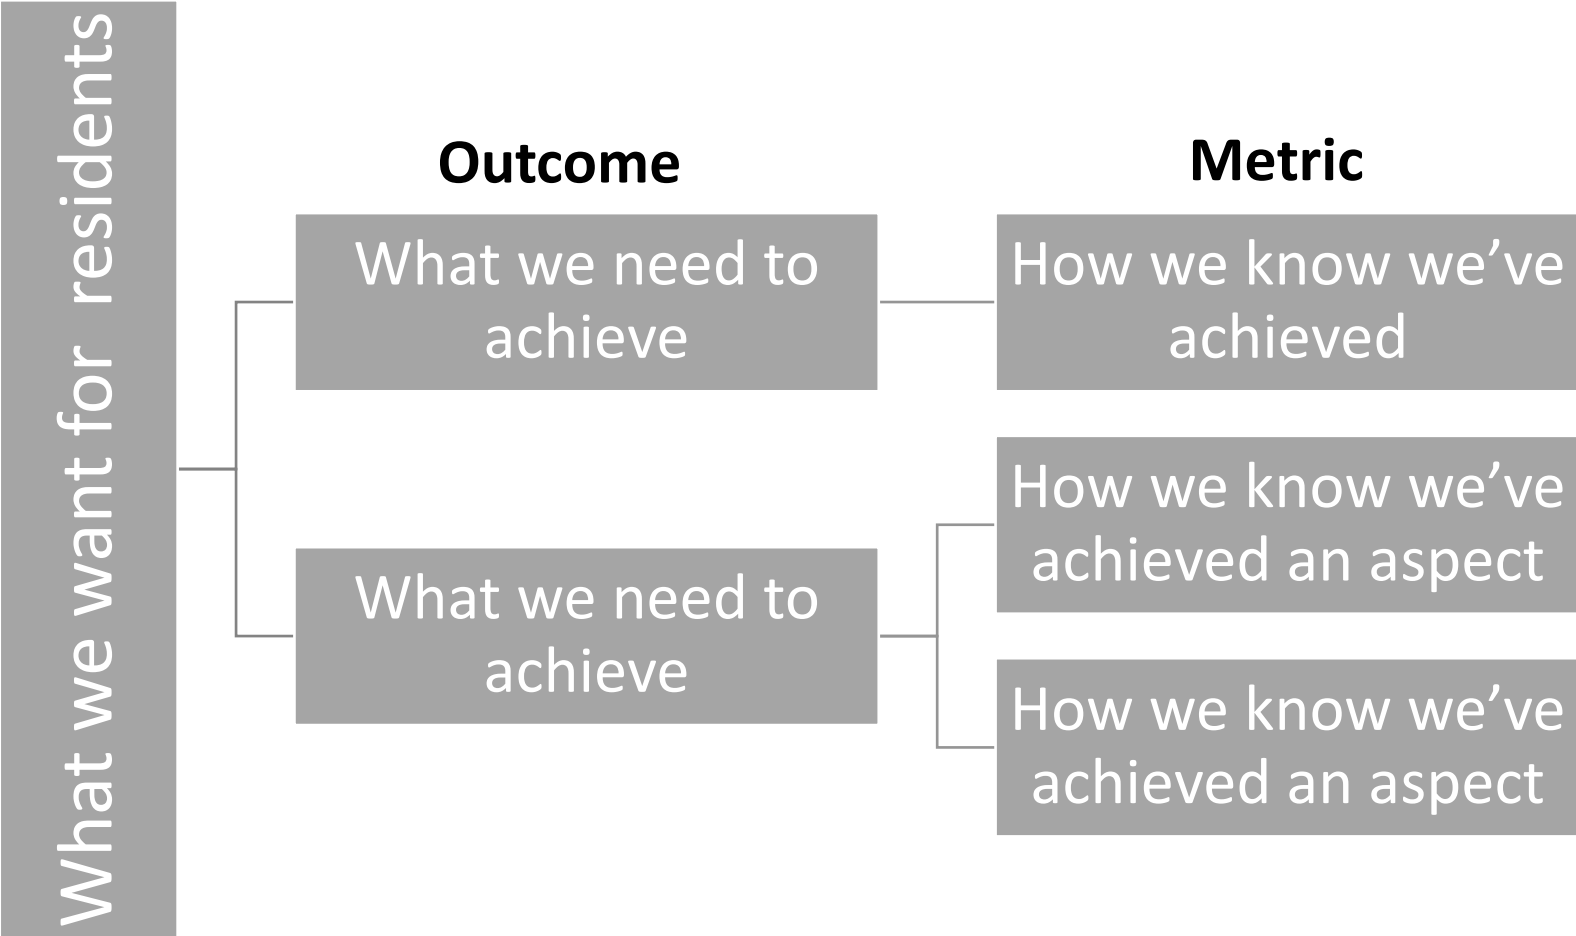 What we want for  residents
Outcome
What we need to
achieve
What we need to
achieve
Metric
How we know we’ve
achieved
How we know we’ve
achieved an aspect
How we know we’ve
achieved an aspect